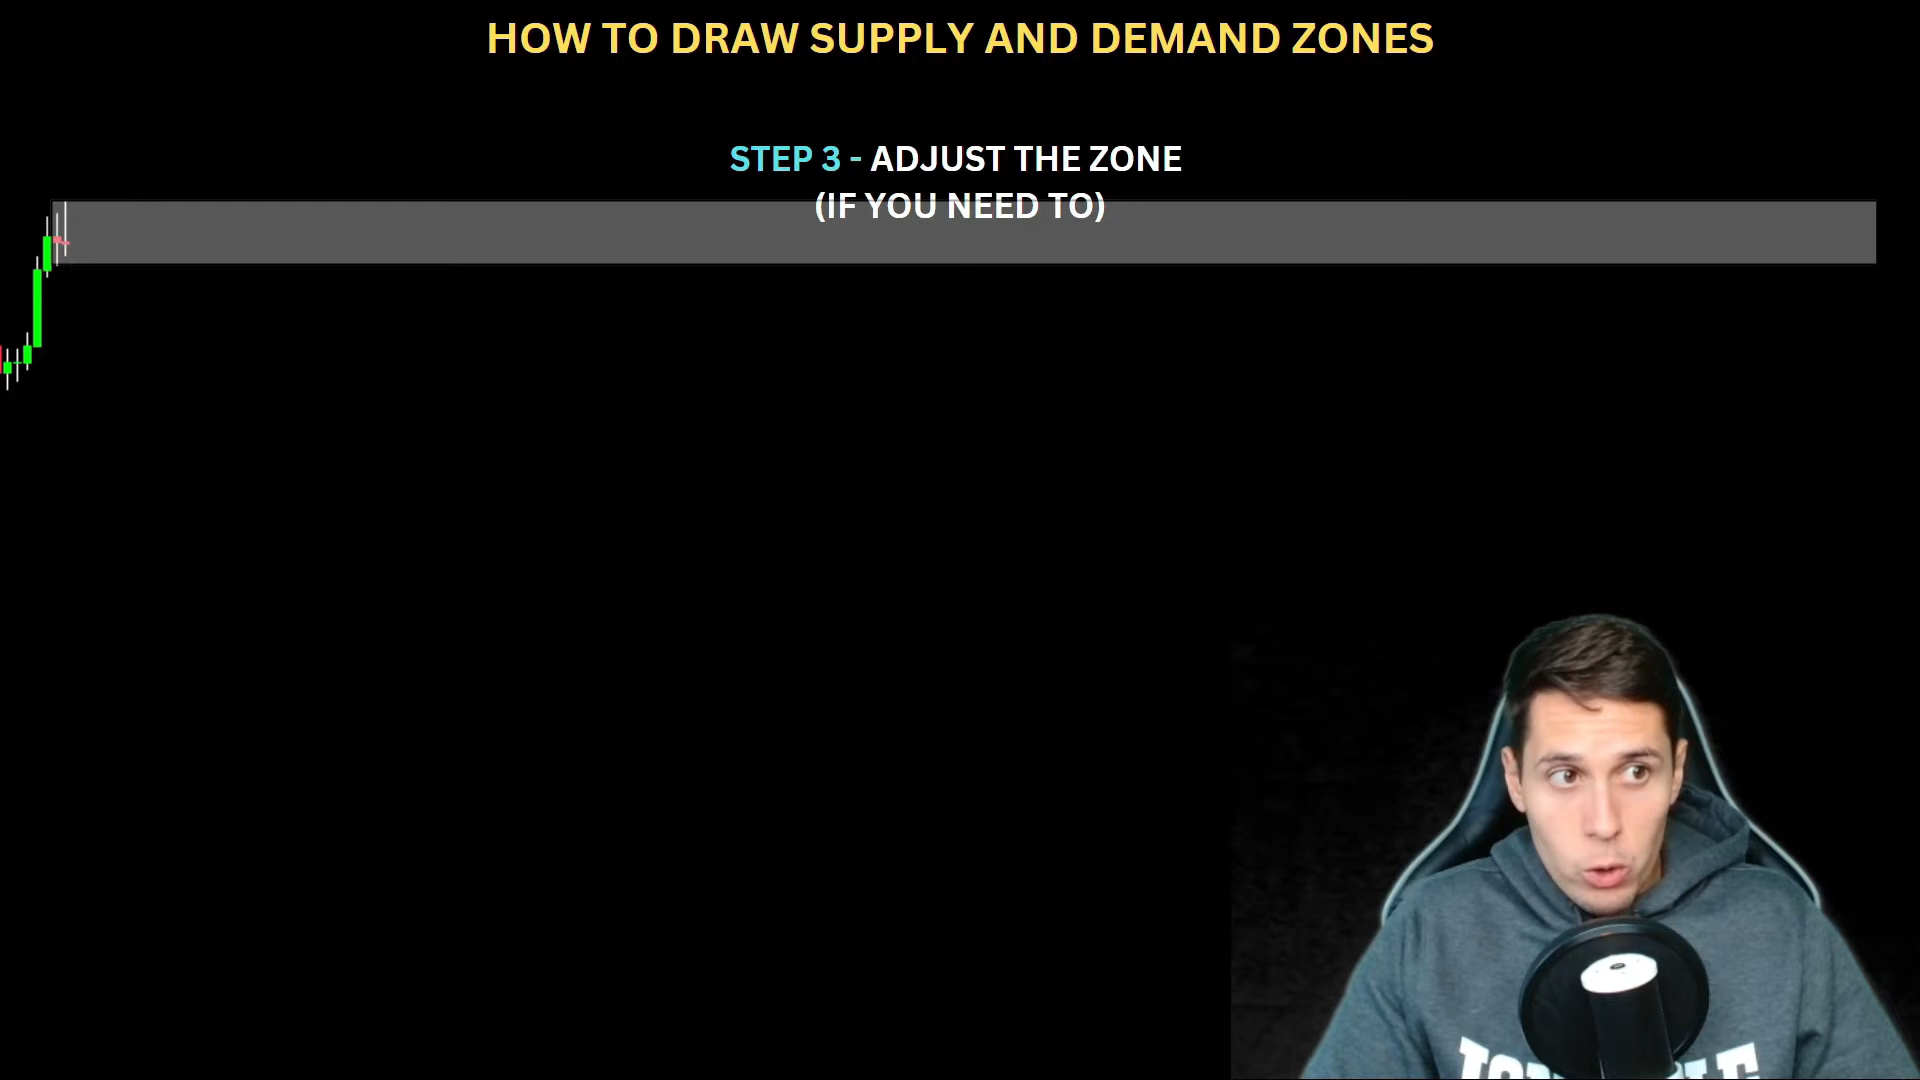 HOW TO DRAW SUPPLY AND DEMAND ZONES
STEP 3 - ADJUST THE ZONE
(IF YOU NEED TO)